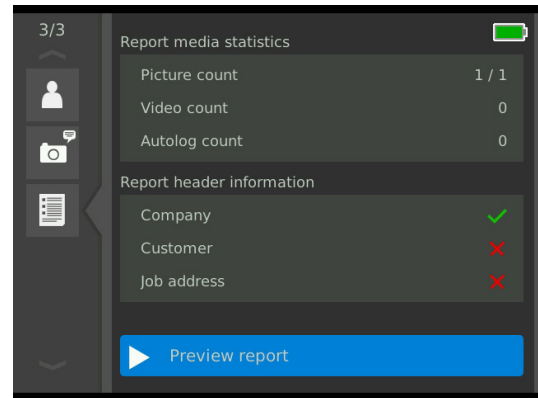 3/3
Report media statistics
Picture count 1 / 1
Video count 0
Autolog count 0
Report header information
Company
Customer
Job address
Preview report